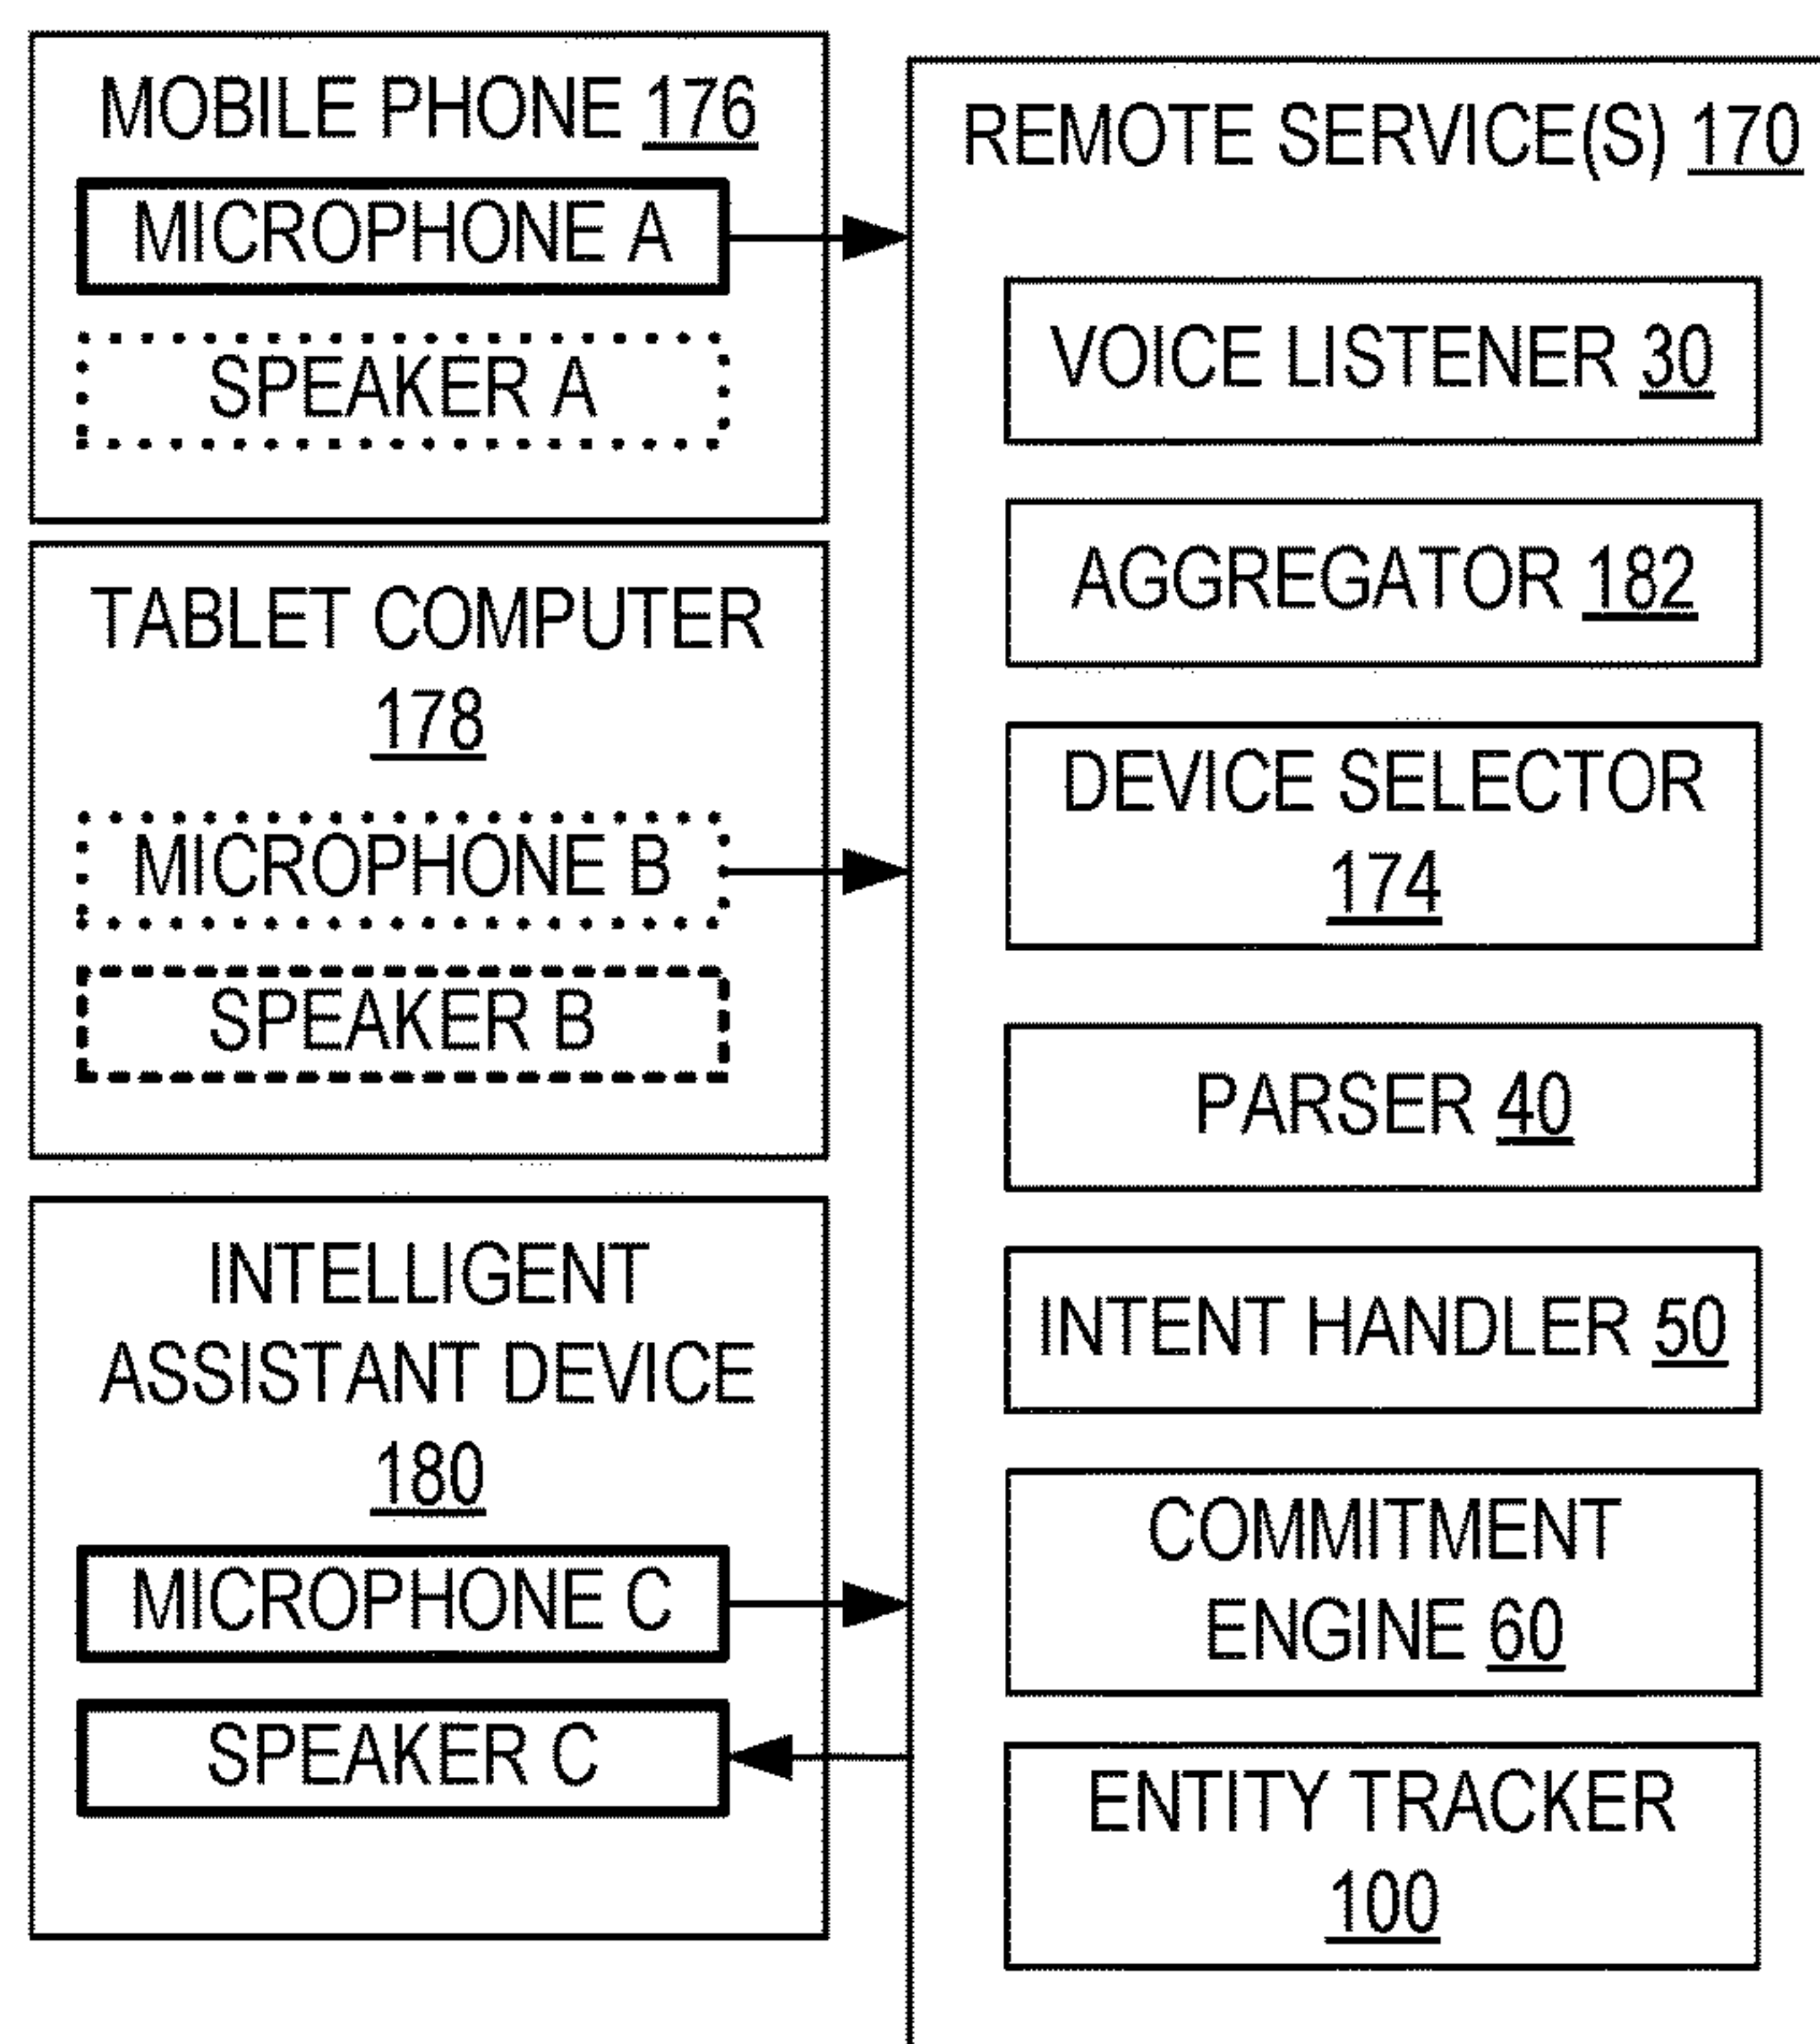 MOBILE PHONE 176
MICROPHONE A
SPEAKER A
TABLET COMPUTER
178
MICROPHONE B
SPEAKER B
INTELLIGENT
ASSISTANT DEVICE
180
MICROPHONE C
SPEAKER C
REMOTE SERVICE(S) 170
VOICE LISTENER 30
AGGREGATOR 182
DEVICE SELECTOR
174
PARSER 40
INTENT HANDLER 50
COMMITMENT
ENGINE 60
ENTITY TRACKER
100